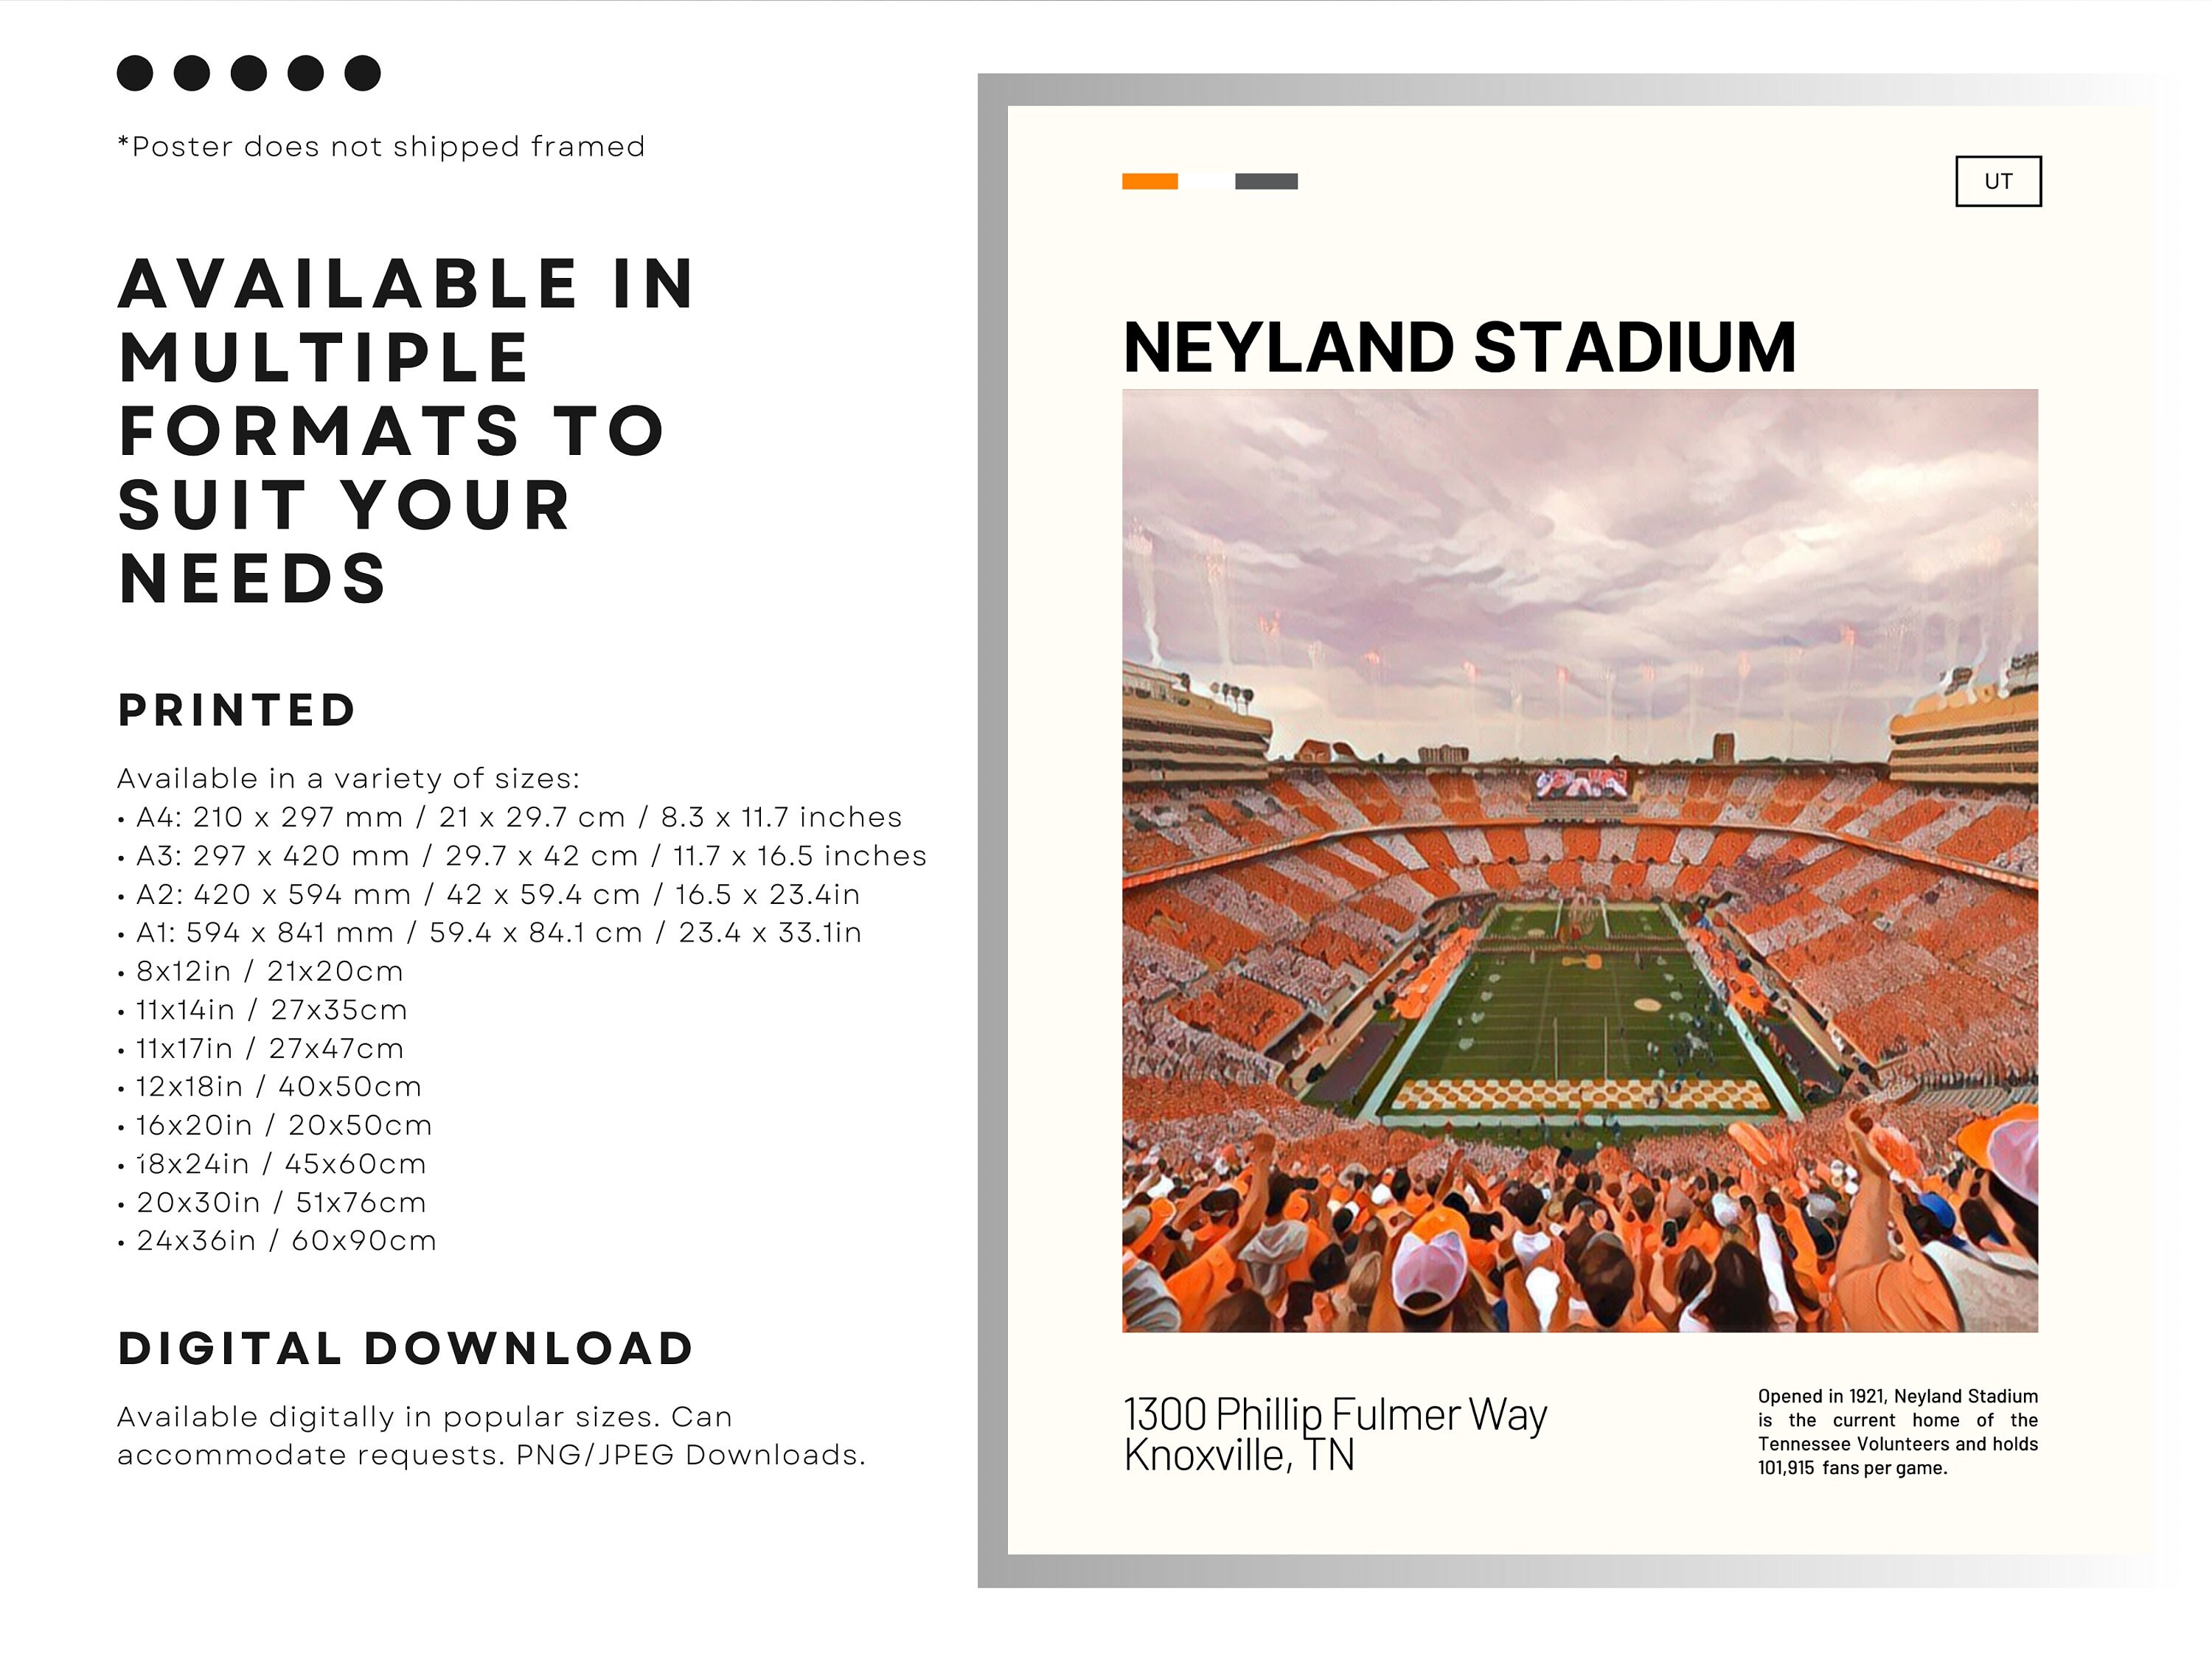 *Poster does not shipped framed
AVAILABLE IN
MULTIPLE
FORMATS TO
SUIT YOUR
NEEDS
PRINTED
Available in a variety of sizes:
• A4: 210 x 297 mm / 21 x 29.7 cm / 8.3 x 11.7 inches
• A3: 297 x 420 mm / 29.7 x 42 cm / 11.7 x 16.5 inches
• A2: 420 x 594 mm / 42 x 59.4 cm / 16.5 x 23.4in
• A1: 594 x 841 mm / 59.4 x 84.1 cm / 23.4 x 33.1in
• 8x12in / 21x20cm
• 11x14in / 27x35cm
• 11x17in / 27x47cm
• 12x18in / 40x50cm
• 16x20in / 20x50cm
• 18x24in / 45x60cm
• 20x30in / 51x76cm
• 24x36in / 60x90cm
DIGITAL DOWNLOAD
Available digitally in popular sizes. Can
accommodate requests. PNG/JPEG Downloads.
UT
NEYLAND STADIUM
1300 Phillip Fulmer Way
Knoxville, TN
Opened in 1921, Neyland Stadium
is the current home of the
Tennessee Volunteers and holds
101,915 fans per game.